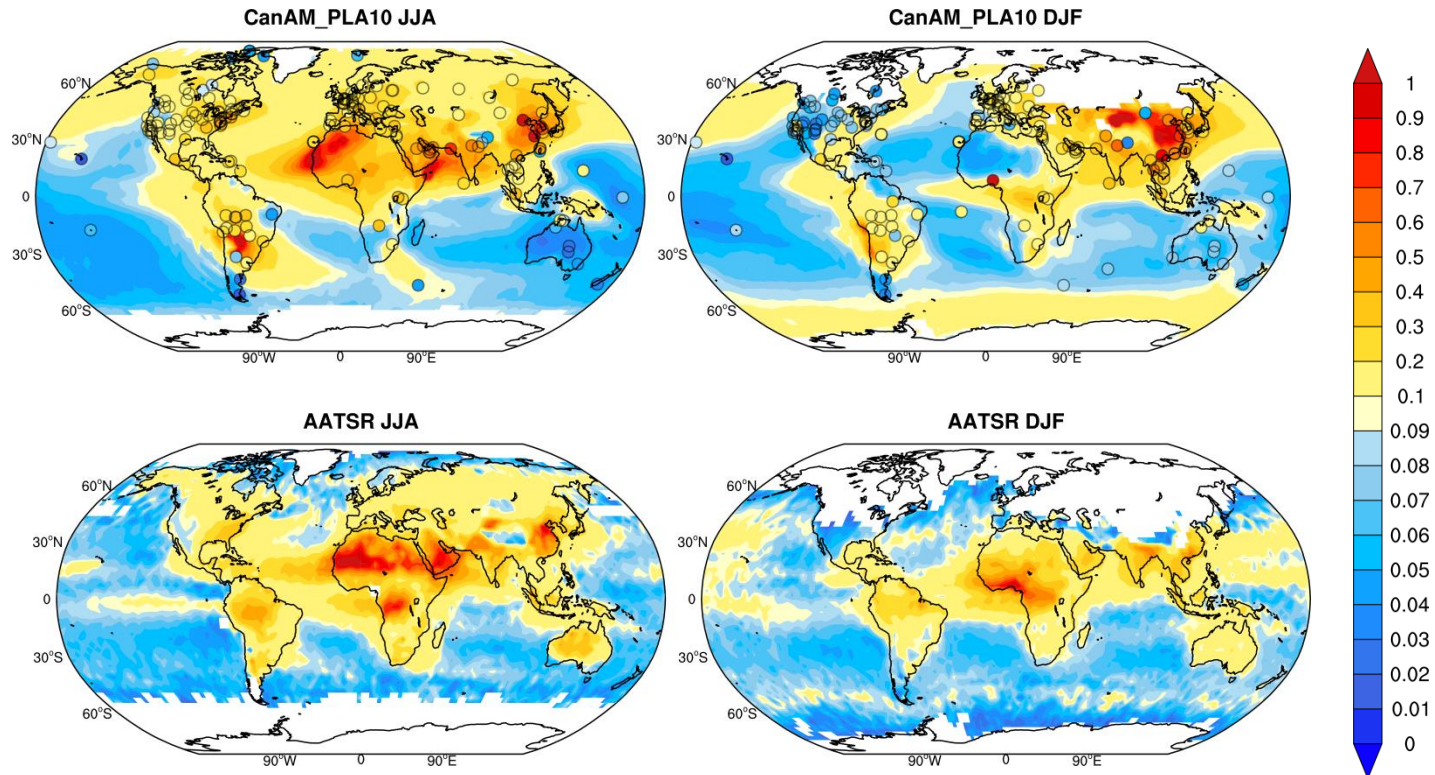 CanAM_PLA10 JJA
CanAM_PLA10 DJF
60°N
30°N
0
30°S
60°S
90°W
0
90°E
60°N
30°N
0
30°S
60°S
90°W
0
90°E
AATSR JJA
AATSR DJF
60°N
30°N
0
30°S
60°S
90°W
0
90°E
60°N
30°N
0
30°S
60°S
90°W
0
90°E
1
0.9
0.8
0.7
0.6
0.5
0.4
0.3
0.2
0.1
0.09
0.08
0.07
0.06
0.05
0.04
0.03
0.02
0.01
0